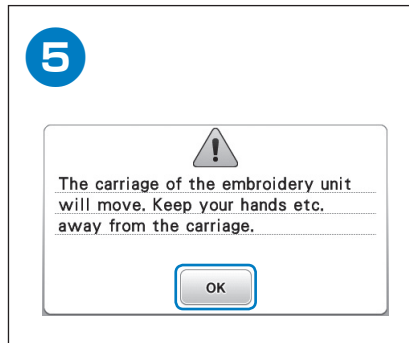 5
The carriage of the embroidery unit
will move. Keep your hands etc.
away from the carriage.
OK